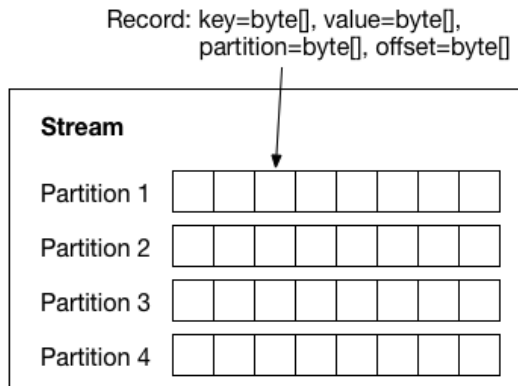 Record: key=byte[], value=byte[],
partition=byte[], offset=byte[]
Stream
Partition 1
Partition 2
Partition 3
Partition 4